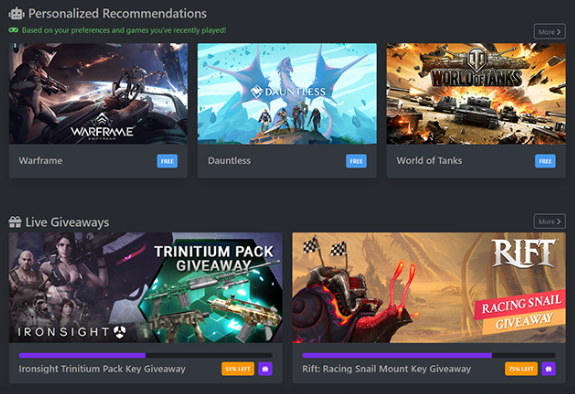 Personalized Recommendations
Based on your preferences and games you've recently played!
More
WARFRAME
DAUNTLESS
WORLD OF TANKS
Warframe
FREE
Dauntless
FREE
World of Tanks
FREE
Live Giveaways
More
TRINITIUM PACK
GIVEAWAY
IRONSIGHT
RIFT
RACING SNAIL
GIVEAWAY
Ironsight Trinitium Pack Key Giveaway
51% LEFT
Rift: Racing Snail Mount Key Giveaway
75% LEFT